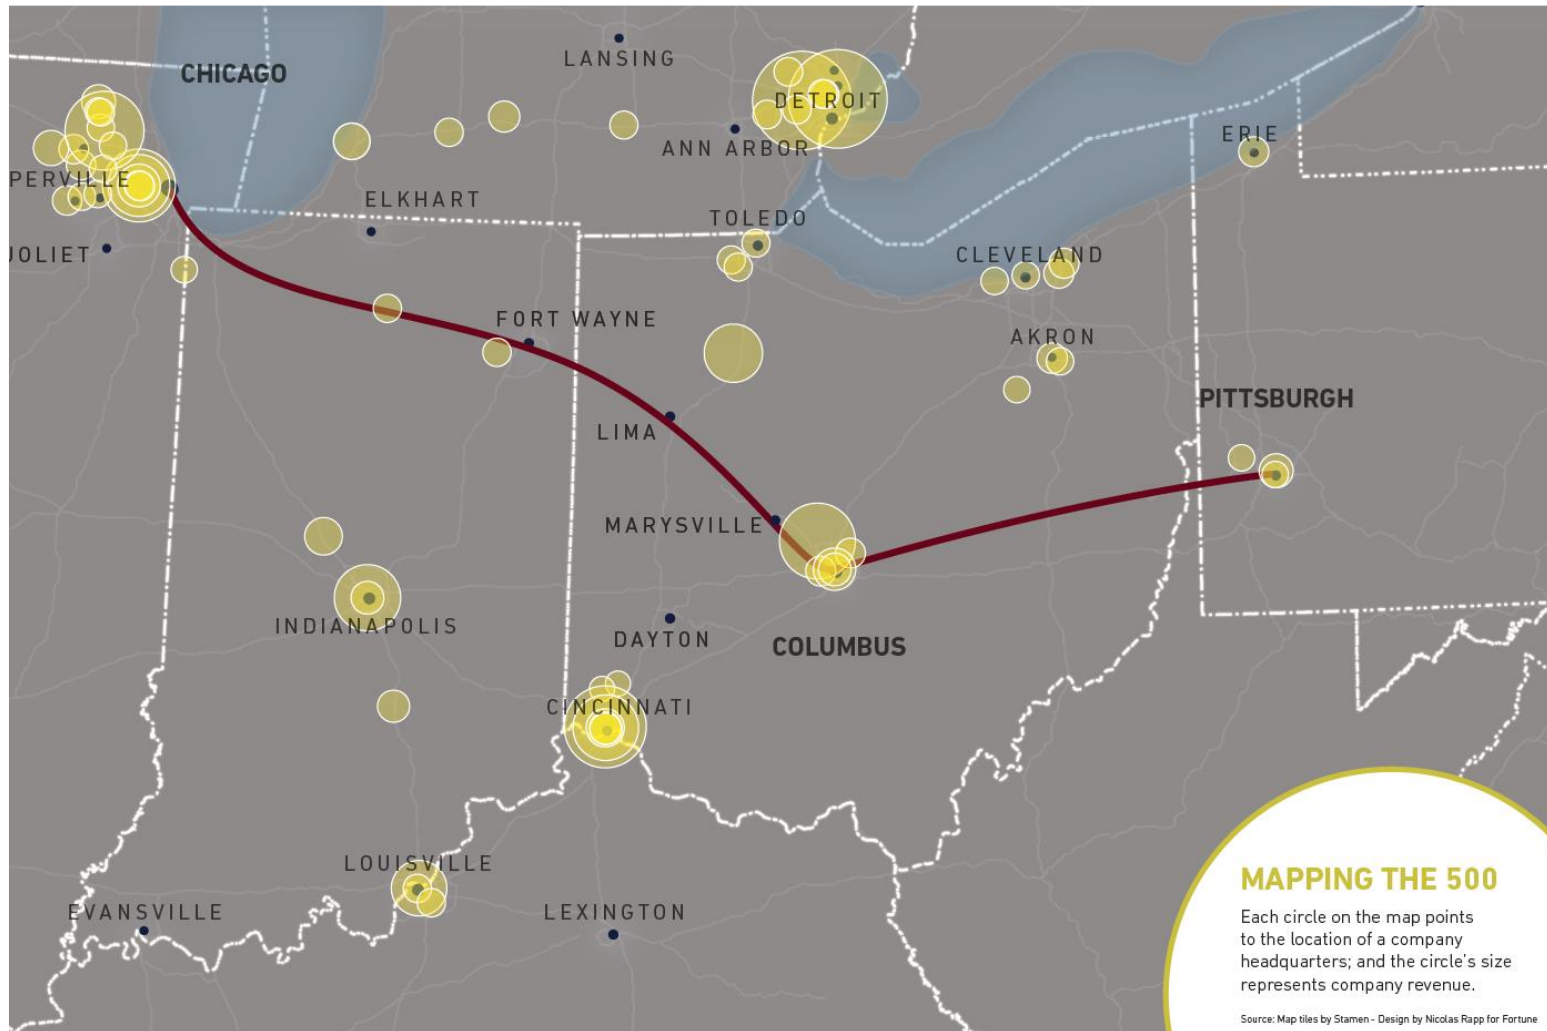 LANSING
CHICAGO
DETROIT
ANN ARBOR
ERIE
PERVILLE
ELKHART
TOLEDO
JOLIET
CLEVELAND
FORT WAYNE
AKRON
PITTSBURGH
LIMA
MARYSVILLE
INDIANAPOLIS
DAYTON
COLUMBUS
CINCINNATI
LOUISVILLE
EVANSVILLE
LEXINGTON
MAPPING THE 500
Each circle on the map points
to the location of a company
headquarters; and the circle's size
represents company revenue.
Source: Map tiles by Stamen - Design by Nicolas Rapp for Fortune